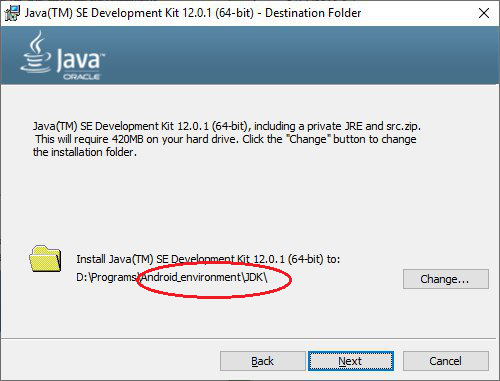 Java(TM) SE Development Kit 12.0.1 (64-bit) - Destination Folder
Java
ORACLE
Java(TM) SE Development Kit 12.0.1 (64-bit), including a private JRE and src.zip.
This will require 420MB on your hard drive. Click the "Change" button to change
the installation folder.
Install Java(TM) SE Development Kit 12.0.1 (64-bit) to:
D:\Programs\Android_environment\JDK\
Change...
Back
Next
Cancel